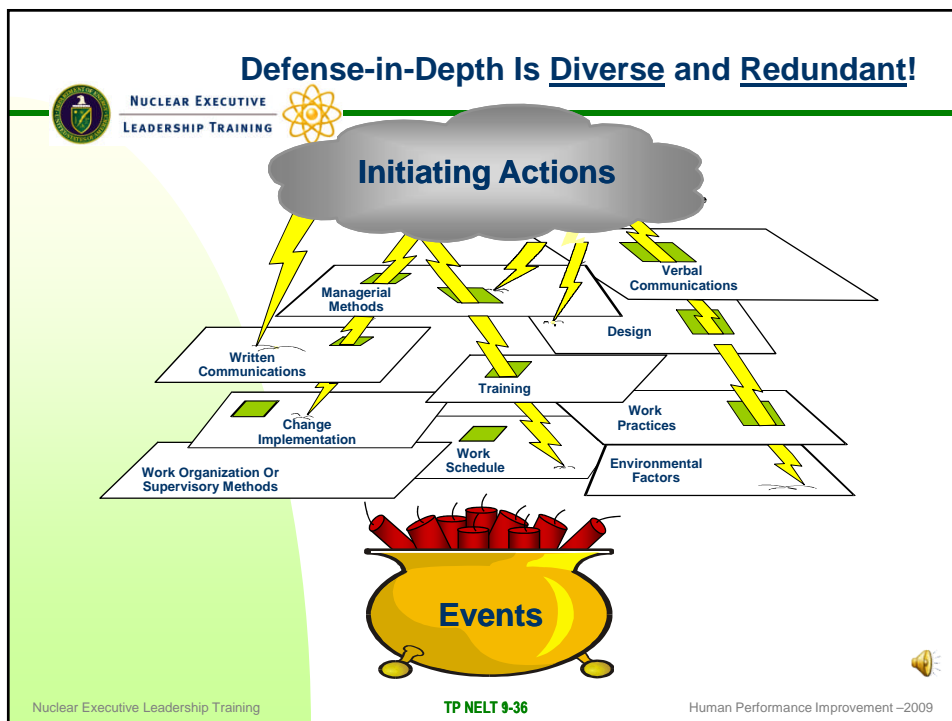 Defense-in-Depth Is Diverse and Redundant!
NUCLEAR EXECUTIVE
LEADERSHIP TRAINING
Initiating Actions
Verbal
Communications
Managerial
Methods
Design
Written
Communications
Training
Change
Implementation
Work
Practices
Work
Schedule
Environmental
Factors
Work Organization Or
Supervisory Methods
Events
Nuclear Executive Leadership Training
TP NELT 9-36
Human Performance Improvement –2009